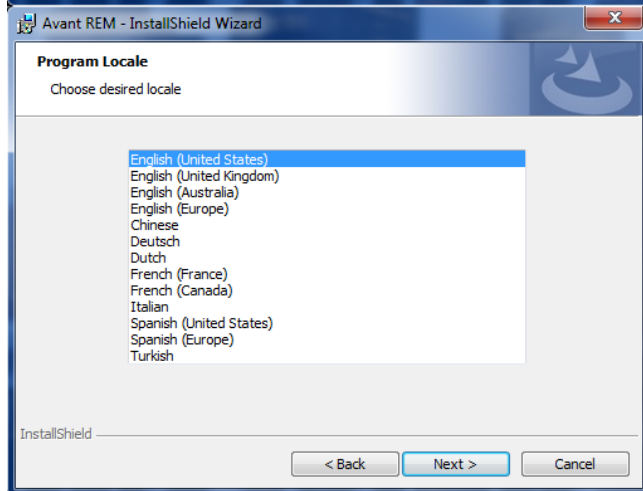 Avant REM - InstallShield Wizard
Program Locale
Choose desired locale
English (United States)
English (United Kingdom)
English (Australia)
English (Europe)
Chinese
Deutsch
Dutch
French (France)
French (Canada)
Italian
Spanish (United States)
Spanish (Europe)
Turkish
InstallShield
< Back
Next >
Cancel